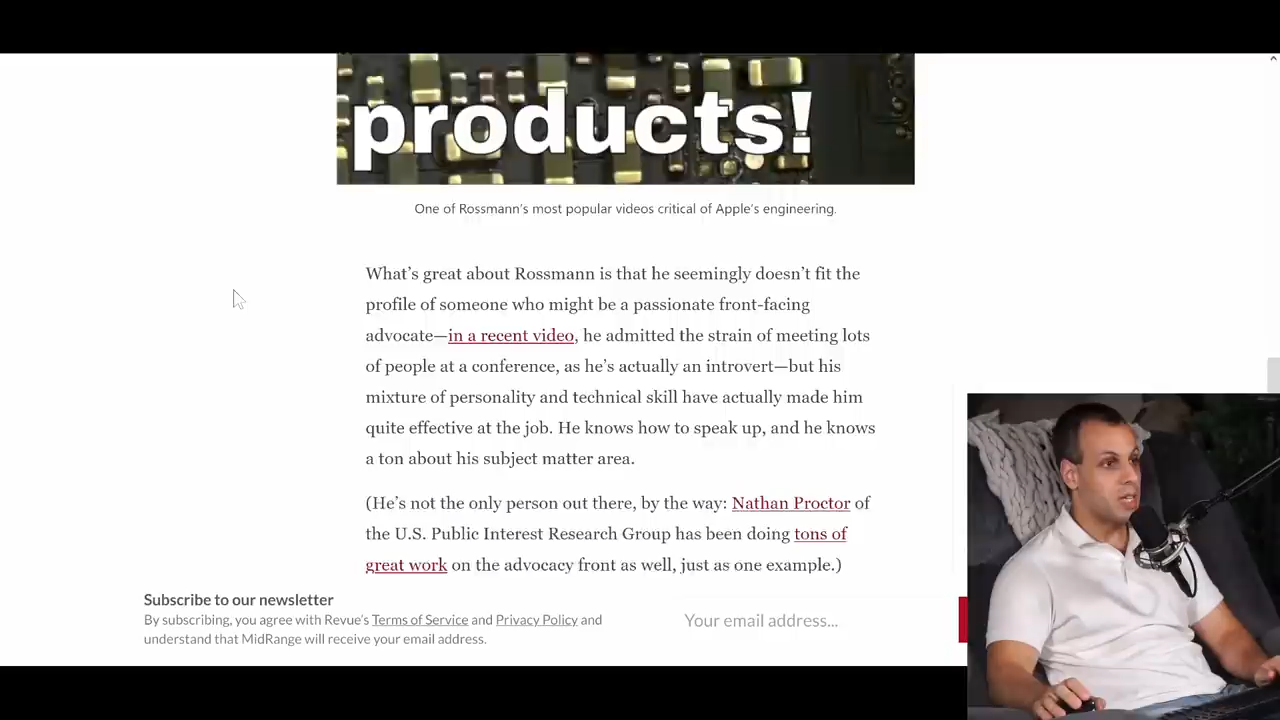 products!
One of Rossmann's most popular videos critical of Apple's engineering.
What's great about Rossmann is that he seemingly doesn't fit the
profile of someone who might be a passionate front-facing
advocate—in a recent video, he admitted the strain of meeting lots
of people at a conference, as he's actually an introvert—but his
mixture of personality and technical skill have actually made him
quite effective at the job. He knows how to speak up, and he knows
a ton about his subject matter area.
(He's not the only person out there, by the way: Nathan Proctor of
the U.S. Public Interest Research Group has been doing tons of
great work on the advocacy front as well, just as one example.)
Subscribe to our newsletter
By subscribing, you agree with Revue's Terms of Service and Privacy Policy and
understand that MidRange will receive your email address.
Your email address...